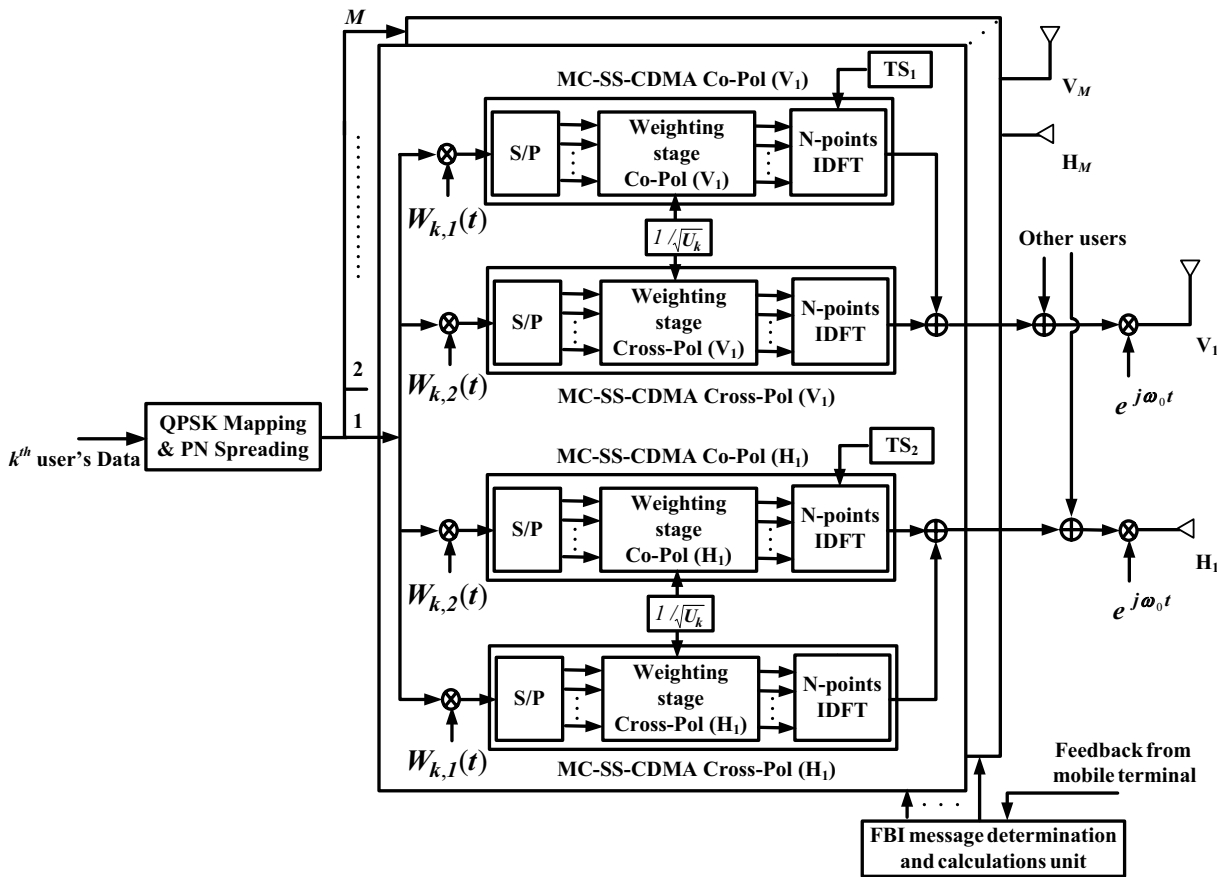 M
MC-SS-CDMA Co-Pol (V₁)
TS₁
V_M
H_M
S/P
Weighting
stage
Co-Pol (V₁)
N-points
IDFT
W_{k,1}(t)
1/√U_k
Other users
S/P
Weighting
stage
Cross-Pol (V₁)
N-points
IDFT
V₁
W_{k,2}(t)
MC-SS-CDMA Cross-Pol (V₁)
e^{jω₀t}
2
1
QPSK Mapping
& PN Spreading
k^{th} user's Data
MC-SS-CDMA Co-Pol (H₁)
TS₂
S/P
Weighting
stage
Co-Pol (H₁)
N-points
IDFT
H₁
W_{k,2}(t)
e^{jω₀t}
1/√U_k
S/P
Weighting
stage
Cross-Pol (H₁)
N-points
IDFT
W_{k,1}(t)
MC-SS-CDMA Cross-Pol (H₁)
Feedback from
mobile terminal
FBI message determination
and calculations unit